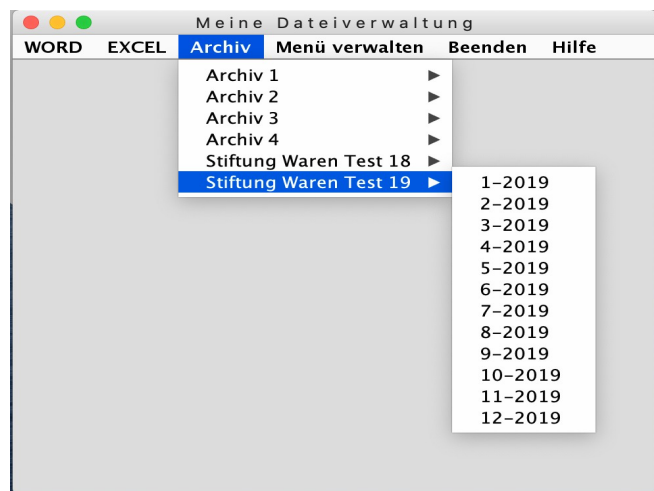 Meine Dateiverwaltung
WORD EXCEL Archiv Menü verwalten Beenden Hilfe
Archiv 1
Archiv 2
Archiv 3
Archiv 4
Stiftung Waren Test 18
Stiftung Waren Test 19
1-2019
2-2019
3-2019
4-2019
5-2019
6-2019
7-2019
8-2019
9-2019
10-2019
11-2019
12-2019